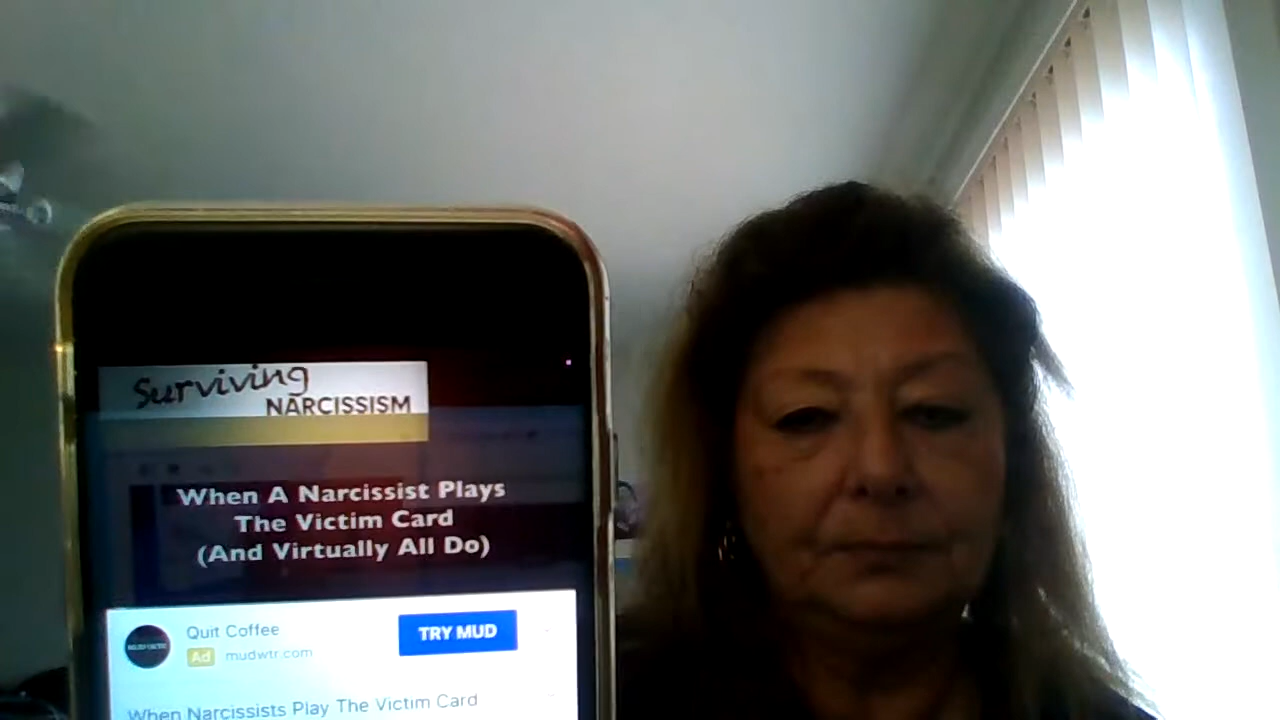 Surviving
NARCISSISM
When A Narcissist Plays
The Victim Card
(And Virtually All Do)
Quit Coffee
TRY MUD
Ad mudwtr.com
When Narcissists Play The Victim Card